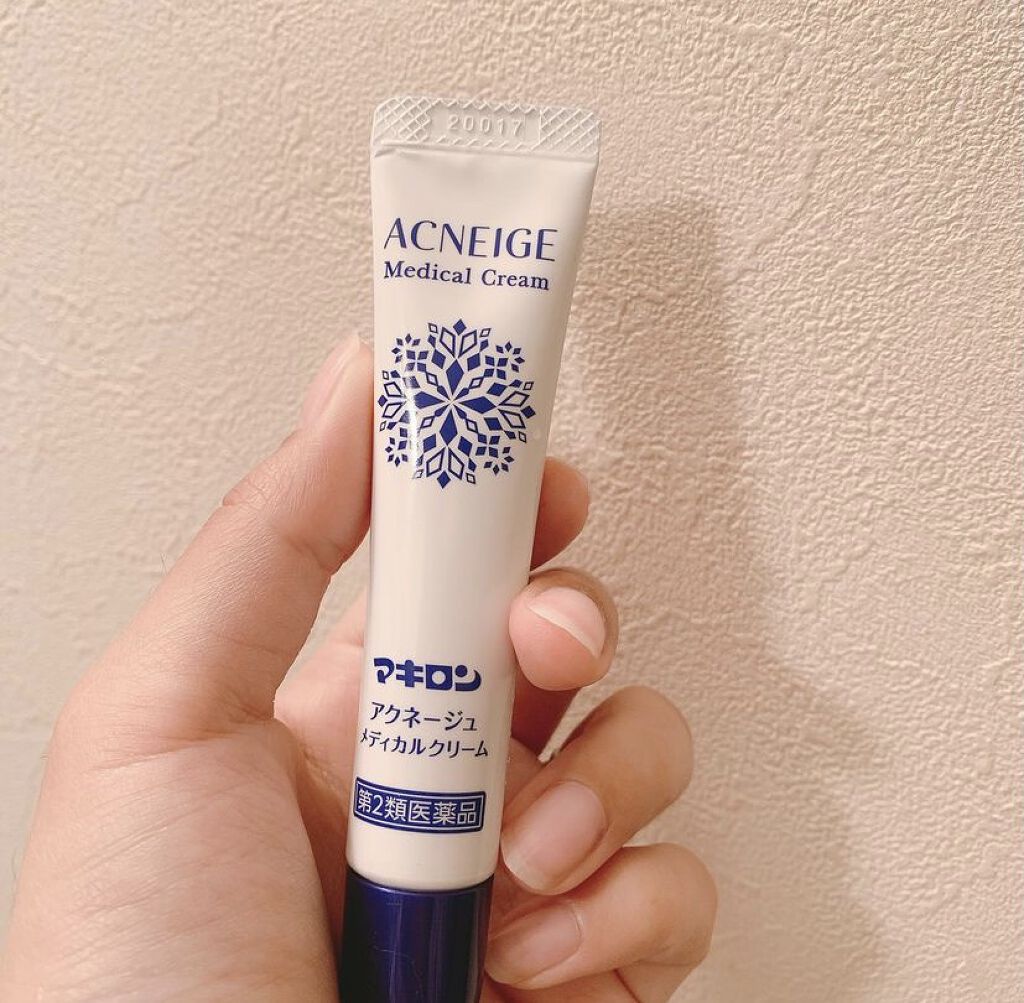 20017
ACNEIGE
Medical Cream
マキロン
アクネージュ
メディカルクリーム
第2類医薬品